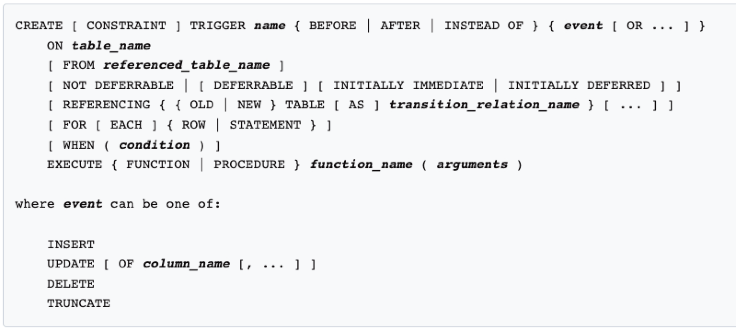 CREATE [ CONSTRAINT ] TRIGGER name { BEFORE | AFTER | INSTEAD OF } { event [ OR ... ] }
    ON table_name
    [ FROM referenced_table_name ]
    [ NOT DEFERRABLE | [ DEFERRABLE ] [ INITIALLY IMMEDIATE | INITIALLY DEFERRED ] ]
    [ REFERENCING { { OLD | NEW } TABLE [ AS ] transition_relation_name } [ ... ] ]
    [ FOR [ EACH ] { ROW | STATEMENT } ]
    [ WHEN ( condition ) ]
    EXECUTE { FUNCTION | PROCEDURE } function_name ( arguments )

where event can be one of:

    INSERT
    UPDATE [ OF column_name [, ... ] ]
    DELETE
    TRUNCATE